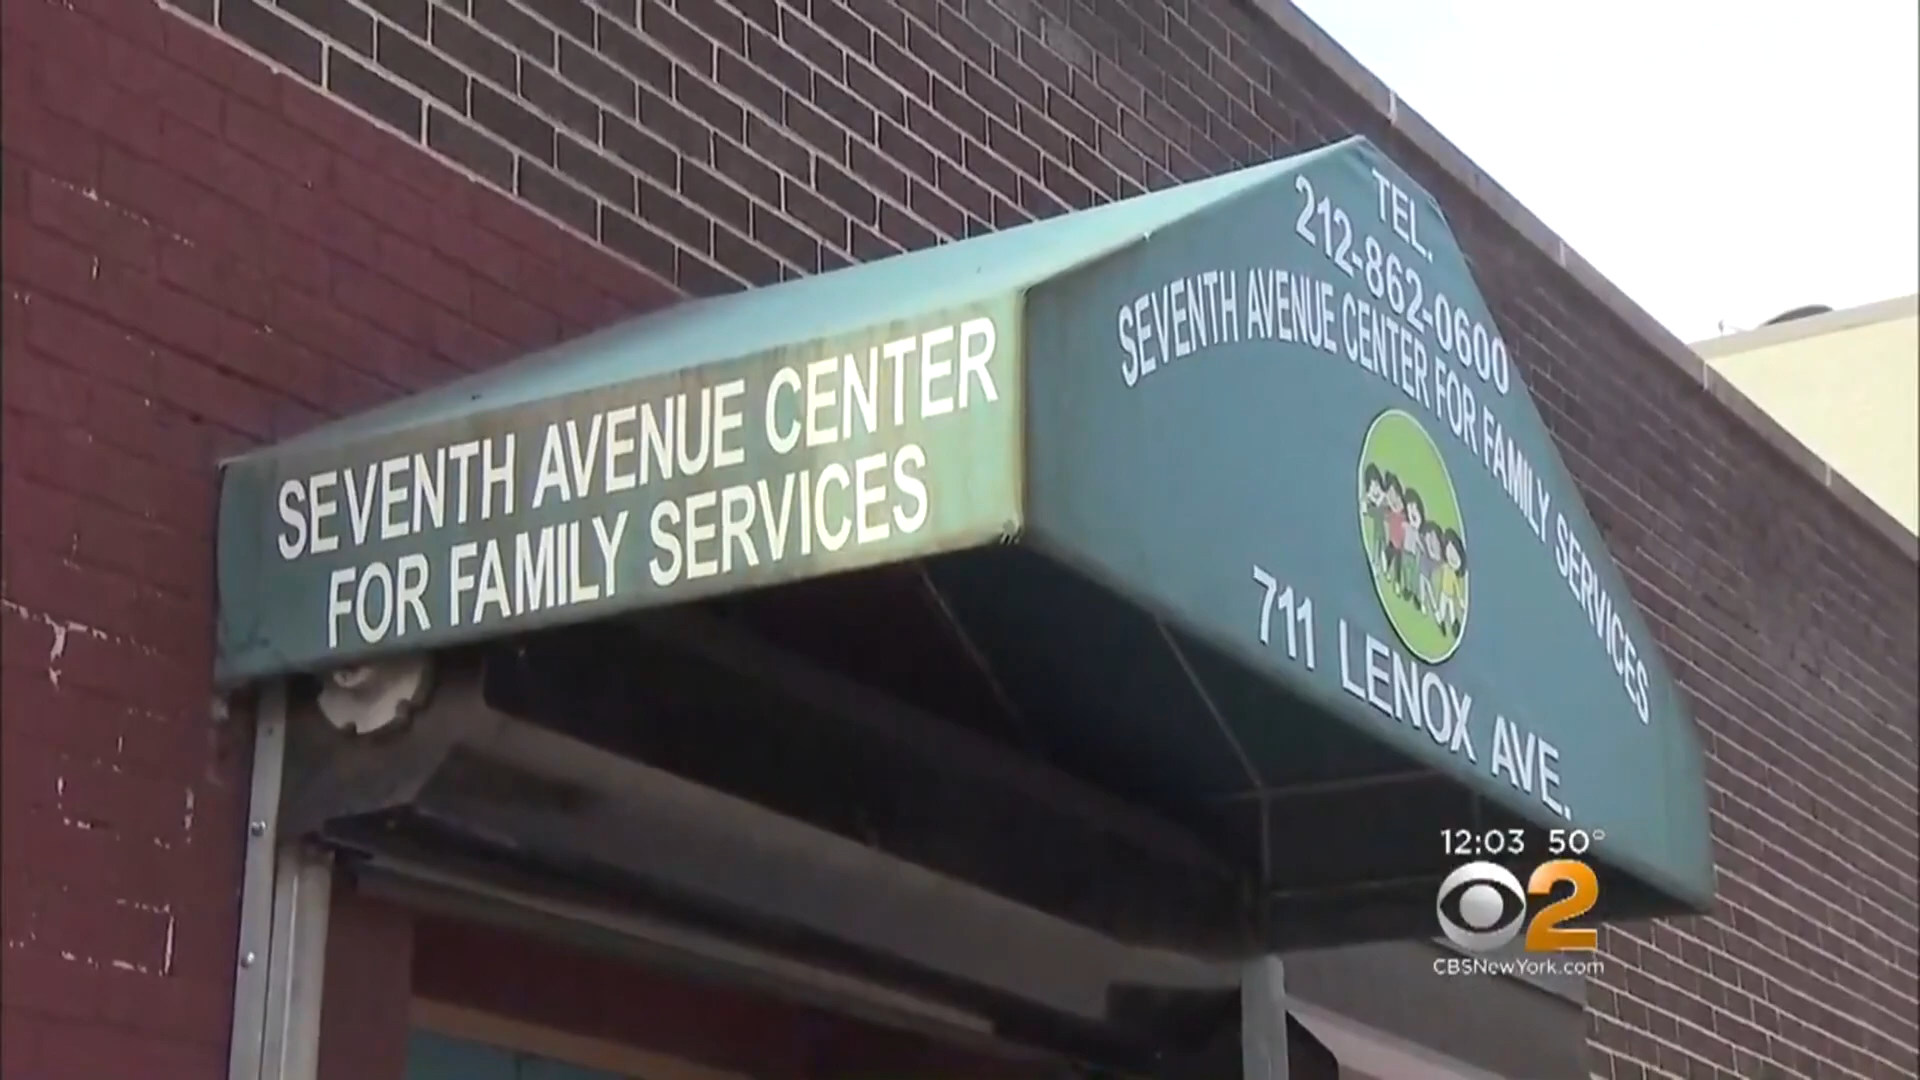 SEVENTH AVENUE CENTER
FOR FAMILY SERVICES
TEL.
212-862-0600
SEVENTH AVENUE CENTER FOR FAMILY SERVICES
711 LENOX AVE.
12:03 50°
2
CBSNewYork.com